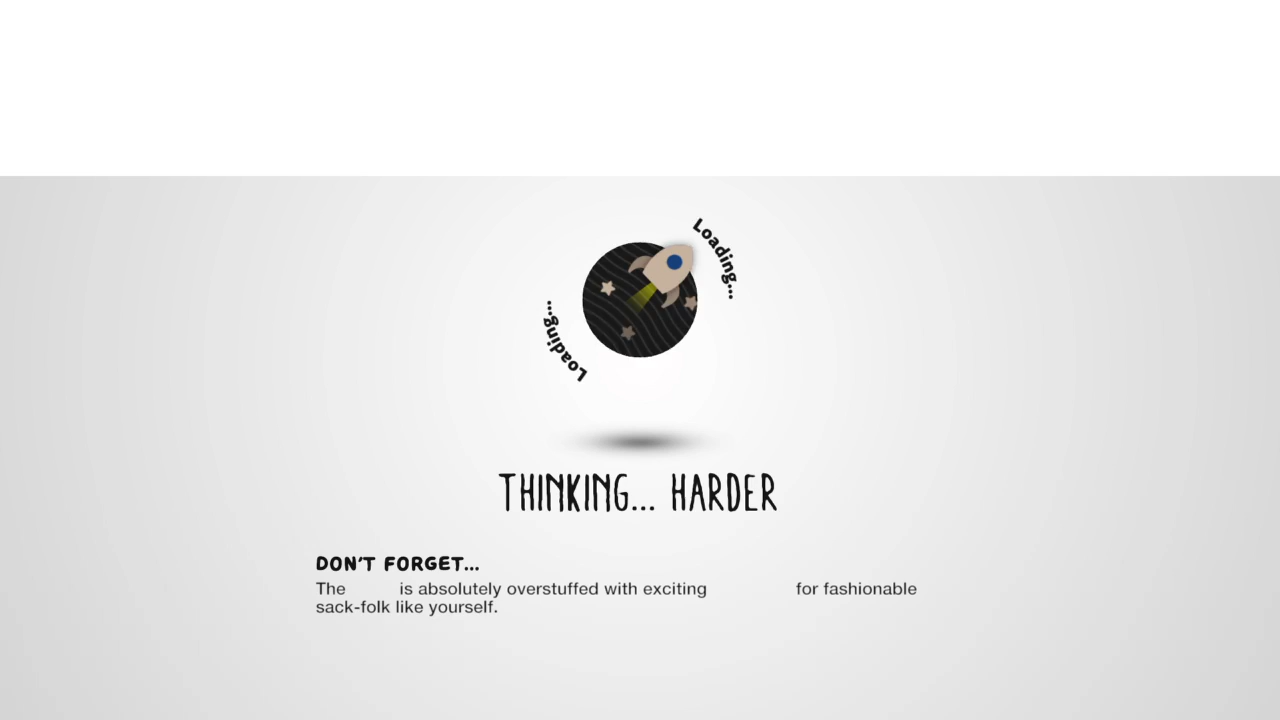 Loading...
Loading...
THINKING... HARDER
DON'T FORGET...
The is absolutely overstuffed with exciting for fashionable
sack-folk like yourself.